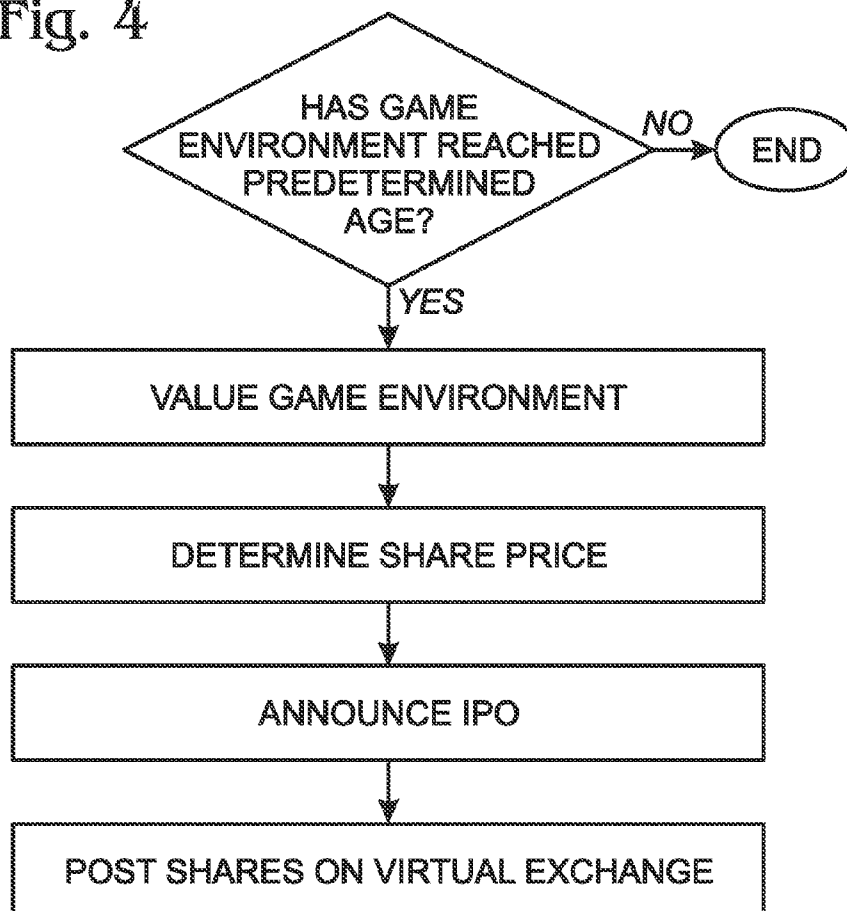 Fig. 4
HAS GAME
ENVIRONMENT REACHED
PREDETERMINED
AGE?
NO
END
YES
VALUE GAME ENVIRONMENT
DETERMINE SHARE PRICE
ANNOUNCE IPO
POST SHARES ON VIRTUAL EXCHANGE